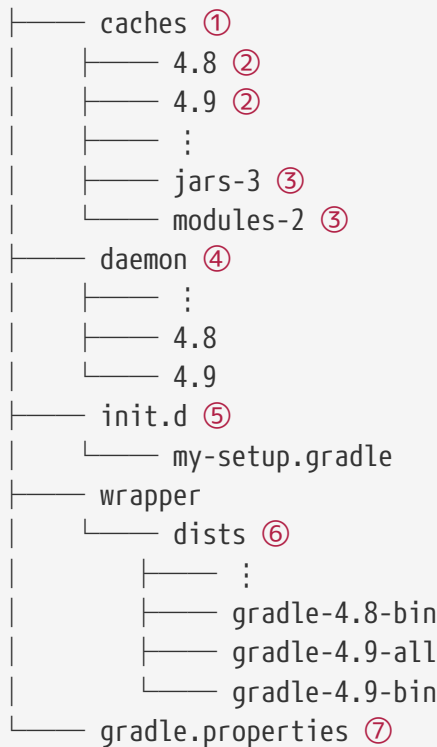 ├── caches ①
│   ├── 4.8 ②
│   ├── 4.9 ②
│   ├── ⋮
│   ├── jars-3 ③
│   └── modules-2 ③
├── daemon ④
│   ├── ⋮
│   ├── 4.8
│   └── 4.9
├── init.d ⑤
│   └── my-setup.gradle
├── wrapper
│   └── dists ⑥
│       ├── ⋮
│       ├── gradle-4.8-bin
│       ├── gradle-4.9-all
│       └── gradle-4.9-bin
└── gradle.properties ⑦